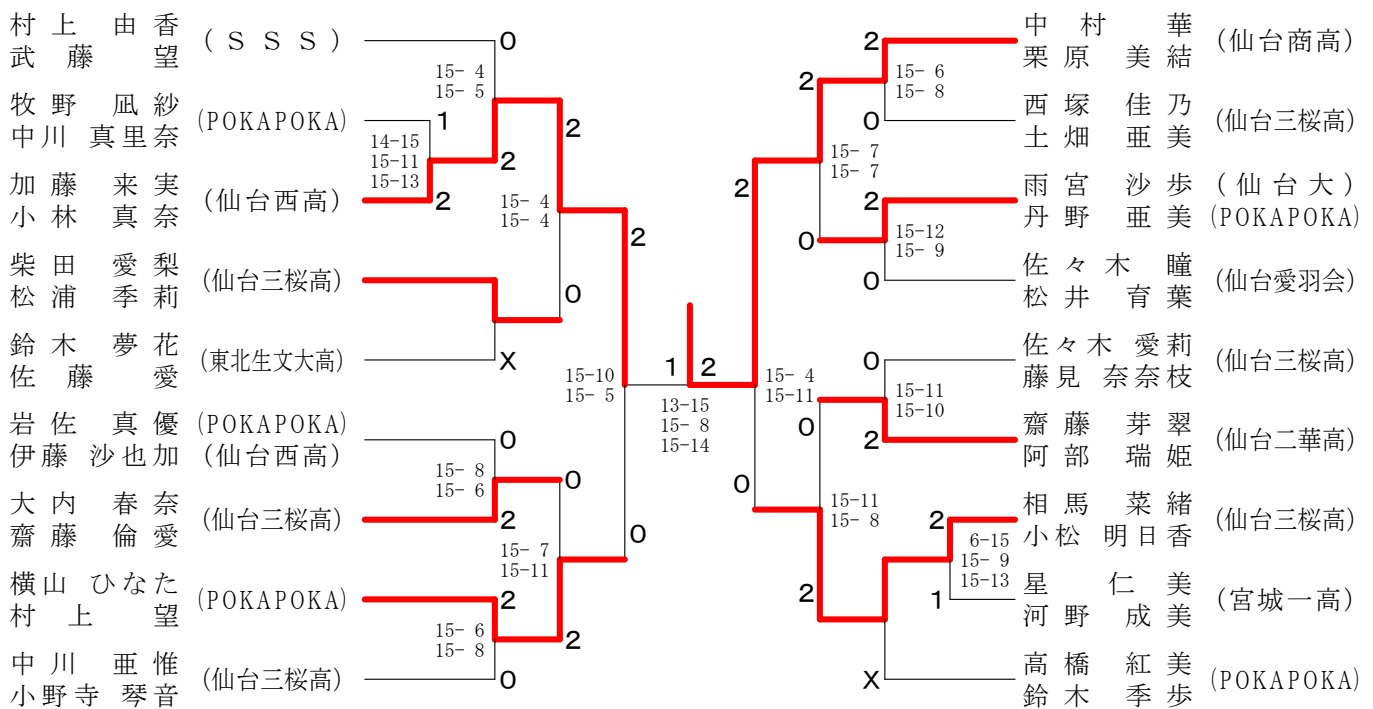 村上 由香
武藤 望
(SSS)
0
15- 4
15- 5
牧野 凪紗
中川 真里奈
(POKAPOKA)
1
14-15
15-11
15-13
2
2
加藤 来実
小林 真奈
(仙台西高)
2
15- 4
15- 4
2
柴田 愛梨
松浦 季莉
(仙台三桜高)
0
鈴木 夢花
佐藤 愛
(東北生文大高)
X
15-10
15- 5
岩佐 真優
伊藤 沙也加
(POKAPOKA)
(仙台西高)
0
15- 8
15- 6
0
大内 春奈
齋藤 倫愛
(仙台三桜高)
2
15- 7
15-11
0
横山 ひなた
村上 望
(POKAPOKA)
2
15- 6
15- 8
2
中川 亜惟
小野寺 琴音
(仙台三桜高)
0
1 2
13-15
15- 8
15-14
2
中村 華
栗原 美結
(仙台商高)
2
15- 6
15- 8
西塚 佳乃
土畑 亜美
(仙台三桜高)
0
15- 7
15- 7
2
雨宮 沙歩
丹野 亜美
(仙台大)
(POKAPOKA)
2
15-12
15- 9
0
佐々木 瞳
松井 育葉
(仙台愛羽会)
0
佐々木 愛莉
藤見 奈奈枝
(仙台三桜高)
0
15-11
15-10
15- 4
15-11
0
齋藤 芽翠
阿部 瑞姫
(仙台二華高)
2
0
15-11
15- 8
相馬 菜緒
小松 明日香
(仙台三桜高)
2
6-15
15- 9
15-13
2
星 仁美
河野 成美
(宮城一高)
1
高橋 紅美
鈴木 季歩
(POKAPOKA)
X